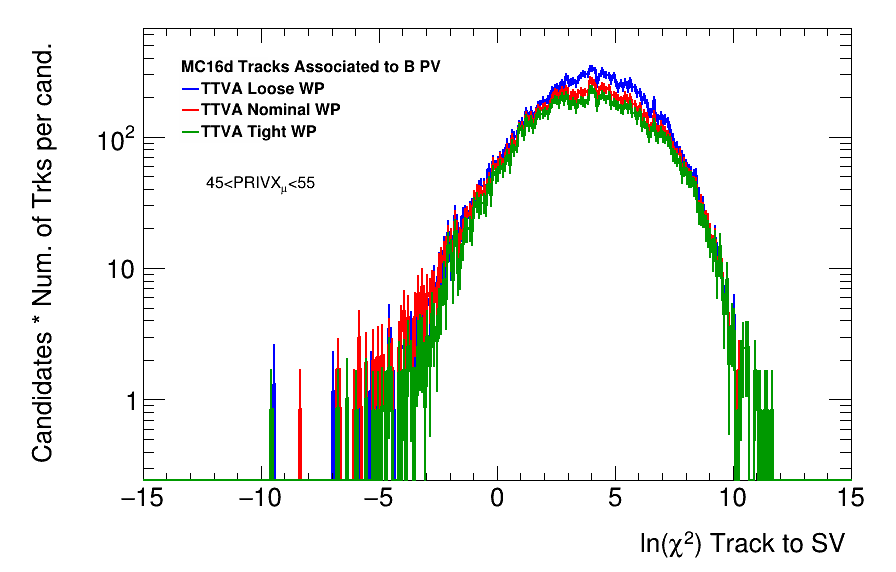 Candidates * Num. of Trks per cand.
MC16d Tracks Associated to B PV
TTVA Loose WP
TTVA Nominal WP
TTVA Tight WP
45<PRIVX_μ<55
10²
10
1
−15 −10 −5 0 5 10 15
ln(χ²) Track to SV